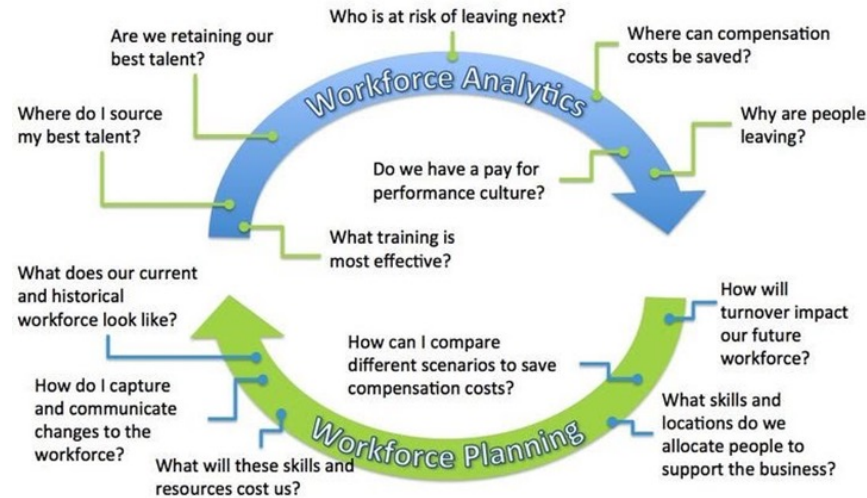 Who is at risk of leaving next?
Are we retaining our
best talent?
Where can compensation
costs be saved?
Workforce Analytics
Where do I source
my best talent?
Why are people
leaving?
Do we have a pay for
performance culture?
What training is
most effective?
What does our current
and historical
workforce look like?
How will
turnover impact
our future
workforce?
How can I compare
different scenarios to save
compensation costs?
How do I capture
and communicate
changes to the
workforce?
What skills and
locations do we
allocate people to
support the business?
Workforce Planning
What will these skills and
resources cost us?